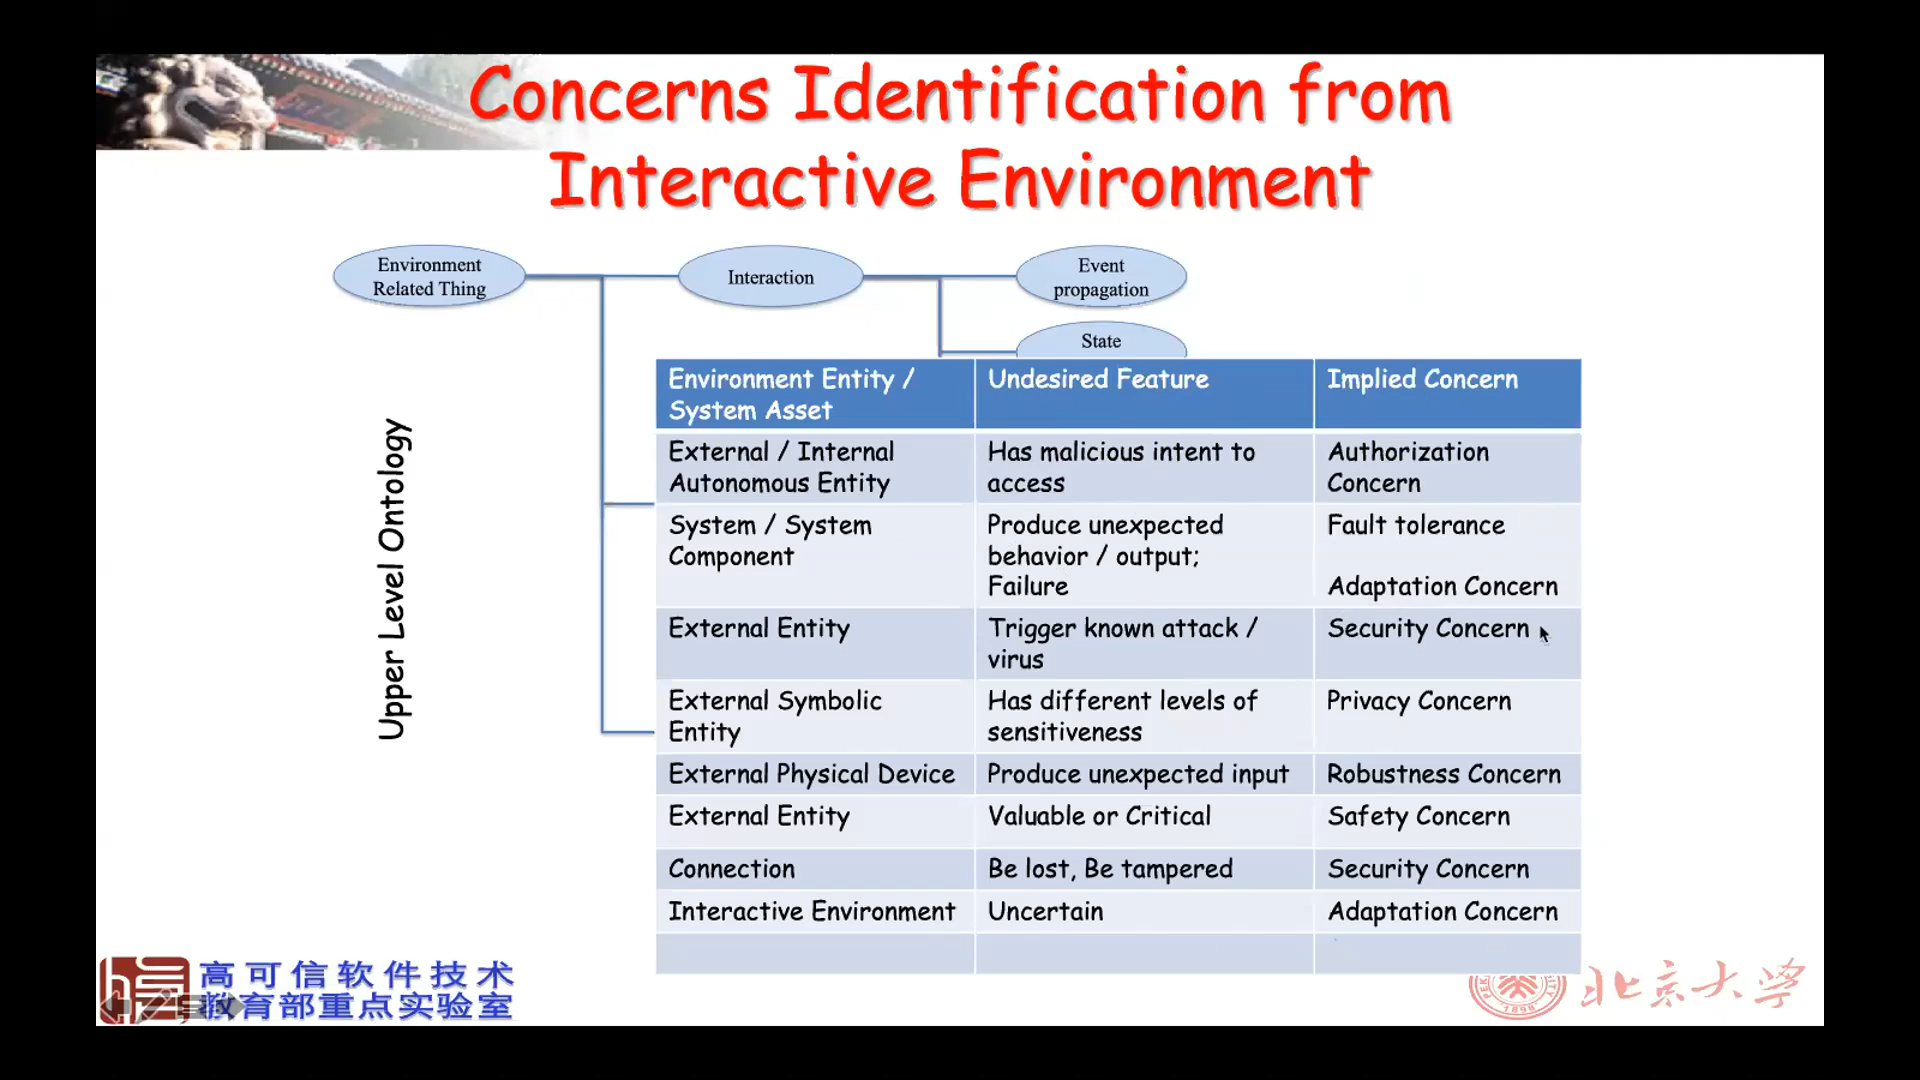 Concerns Identification from
Interactive Environment
Environment
Related Thing
Interaction
Event
propagation
State
Upper Level Ontology
Environment Entity /
System Asset
Undesired Feature
Implied Concern
External / Internal
Autonomous Entity
Has malicious intent to
access
Authorization
Concern
System / System
Component
Produce unexpected
behavior / output;
Failure
Fault tolerance
Adaptation Concern
External Entity
Trigger known attack /
virus
Security Concern
External Symbolic
Entity
Has different levels of
sensitiveness
Privacy Concern
External Physical Device
Produce unexpected input
Robustness Concern
External Entity
Valuable or Critical
Safety Concern
Connection
Be lost, Be tampered
Security Concern
Interactive Environment
Uncertain
Adaptation Concern
高可信软件技术
教育部重点实验室
1898
北京大学